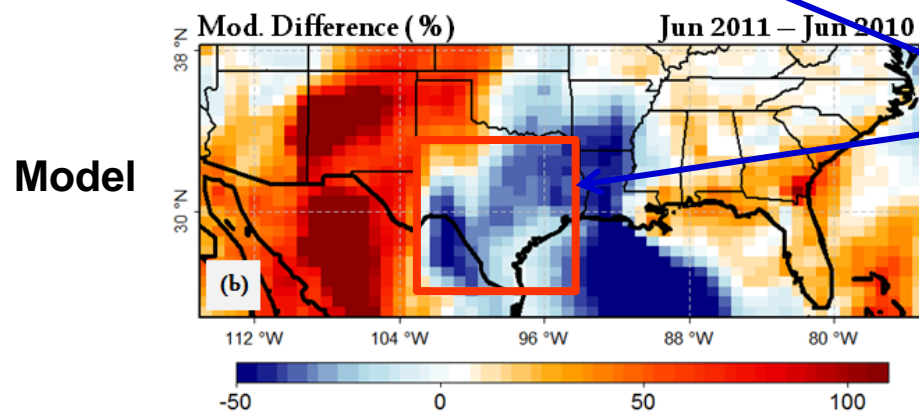 Mod. Difference (%) Jun 2011 – Jun 2010
38 °N
Model
30 °N
(b)
112 °W 104 °W 96 °W 88 °W 80 °W
-50 0 50 100